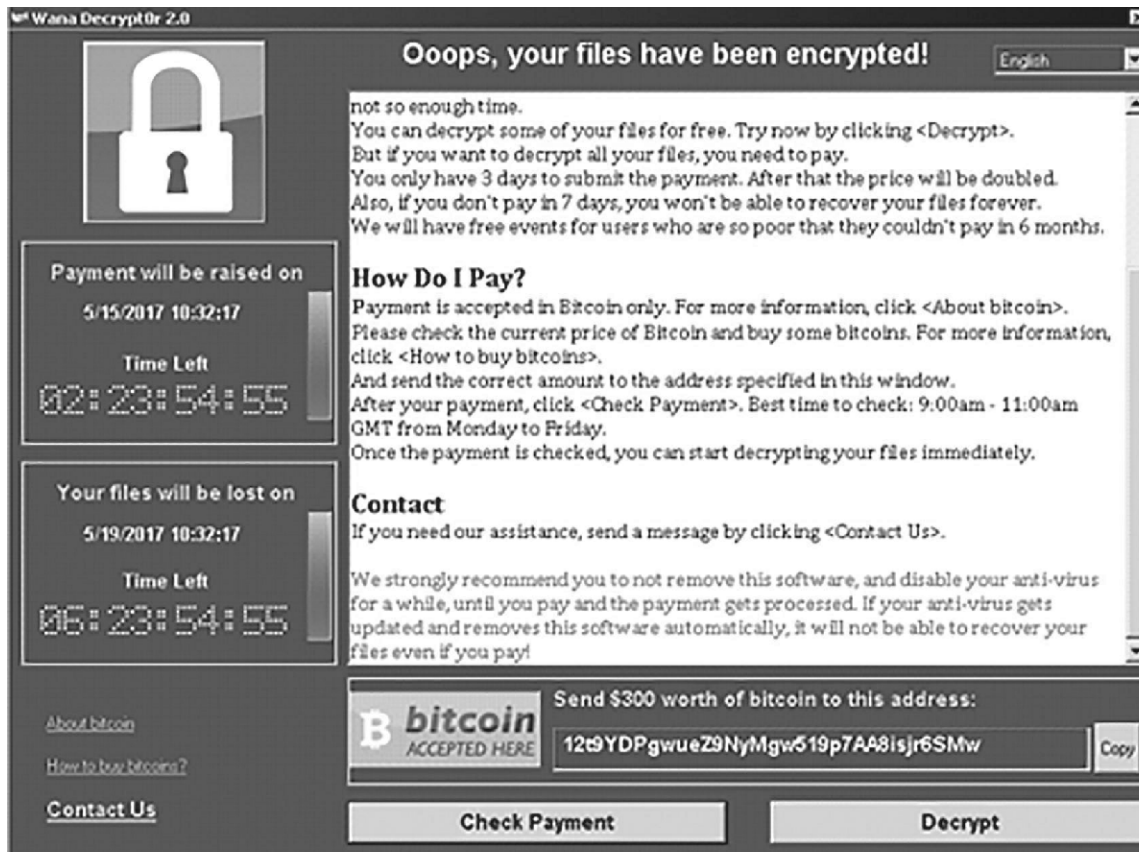 Wana Decrypt0r 2.0
Ooops, your files have been encrypted!
English
not so enough time.
You can decrypt some of your files for free. Try now by clicking <Decrypt>.
But if you want to decrypt all your files, you need to pay.
You only have 3 days to submit the payment. After that the price will be doubled.
Also, if you don't pay in 7 days, you won't be able to recover your files forever.
We will have free events for users who are so poor that they couldn't pay in 6 months.
Payment will be raised on
5/15/2017 10:32:17
Time Left
02:23:54:55
How Do I Pay?
Payment is accepted in Bitcoin only. For more information, click <About bitcoin>.
Please check the current price of Bitcoin and buy some bitcoins. For more information,
click <How to buy bitcoins>.
And send the correct amount to the address specified in this window.
After your payment, click <Check Payment>. Best time to check: 9:00am - 11:00am
GMT from Monday to Friday.
Once the payment is checked, you can start decrypting your files immediately.
Your files will be lost on
5/19/2017 10:32:17
Time Left
06:23:54:55
Contact
If you need our assistance, send a message by clicking <Contact Us>.
We strongly recommend you to not remove this software, and disable your anti-virus
for a while, until you pay and the payment gets processed. If your anti-virus gets
updated and removes this software automatically, it will not be able to recover your
files even if you pay!
About bitcoin
How to buy bitcoins?
Contact Us
bitcoin
ACCEPTED HERE
Send $300 worth of bitcoin to this address:
12t9YDPgwueZ9NyMgw519p7AA8isjr6SMw
Copy
Check Payment
Decrypt